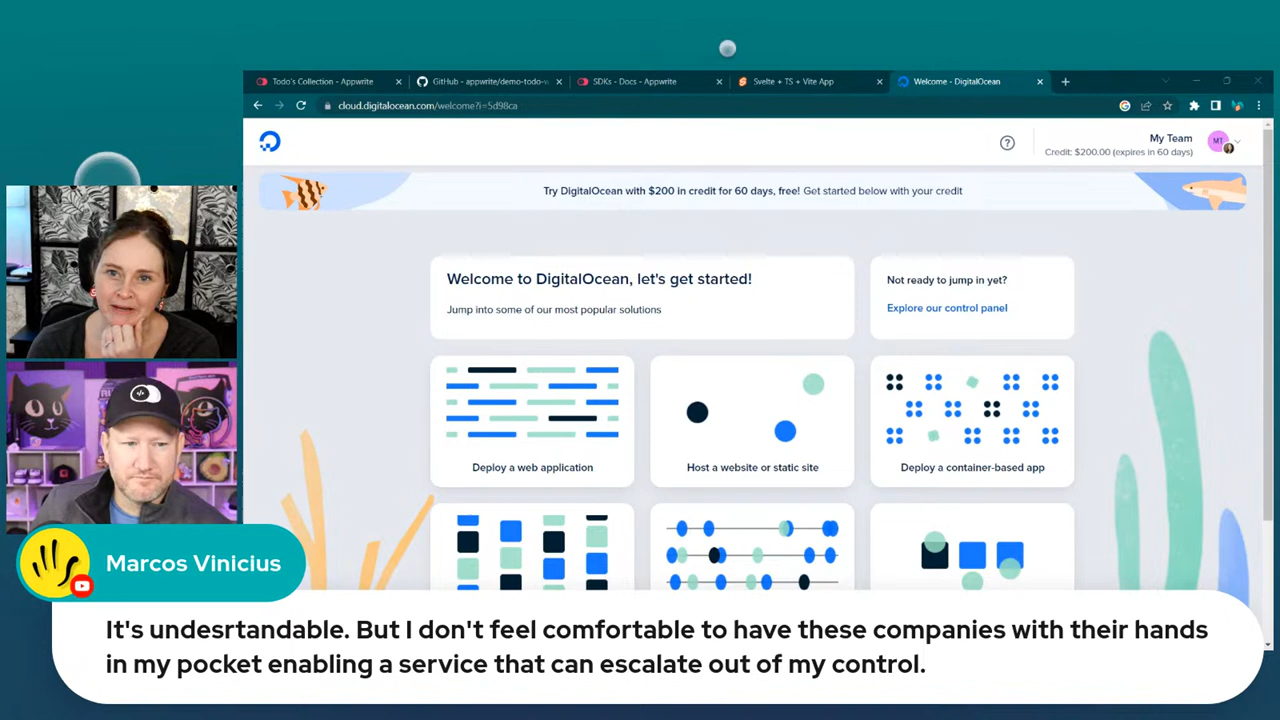 Todo's Collection - Appwrite
GitHub - appwrite/demo-todo-
SDKs - Docs - Appwrite
Svelte + TS + Vite App
Welcome - DigitalOcean
cloud.digitalocean.com/welcome?i=5d98ca
My Team
Credit: $200.00 (expires in 60 days)
MT
Try DigitalOcean with $200 in credit for 60 days, free! Get started below with your credit
Welcome to DigitalOcean, let's get started!
Jump into some of our most popular solutions
Not ready to jump in yet?
Explore our control panel
Deploy a web application
Host a website or static site
Deploy a container-based app
Marcos Vinicius
It's undesrtandable. But I don't feel comfortable to have these companies with their hands
in my pocket enabling a service that can escalate out of my control.